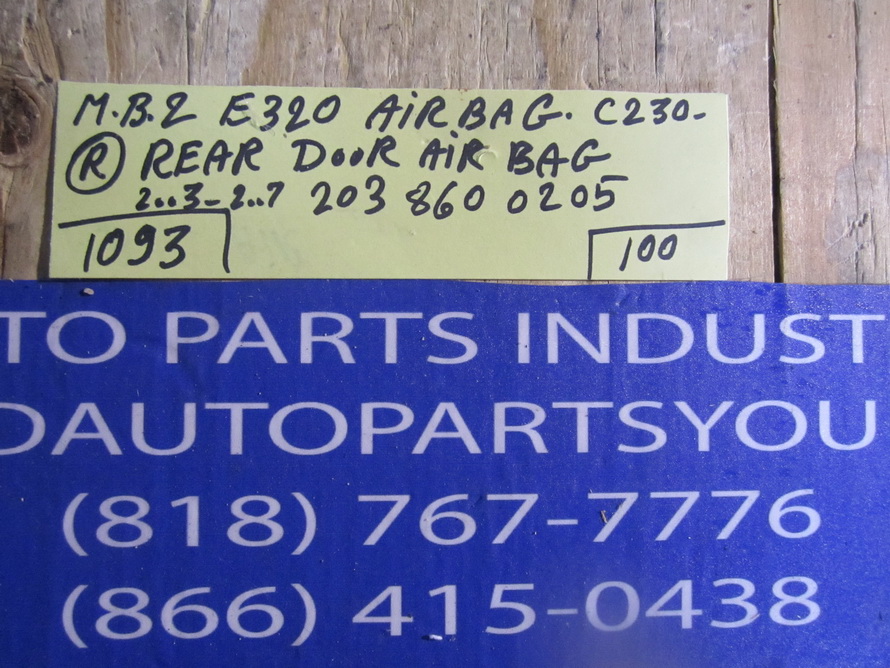 M.B.Z E320 AiRBAG. C230-
R REAR DooR AiR BAG
2..3-2..7 203 860 0205
1093 100
TO PARTS INDUST
DAUTOPARTSYOU
(818) 767-7776
(866) 415-0438